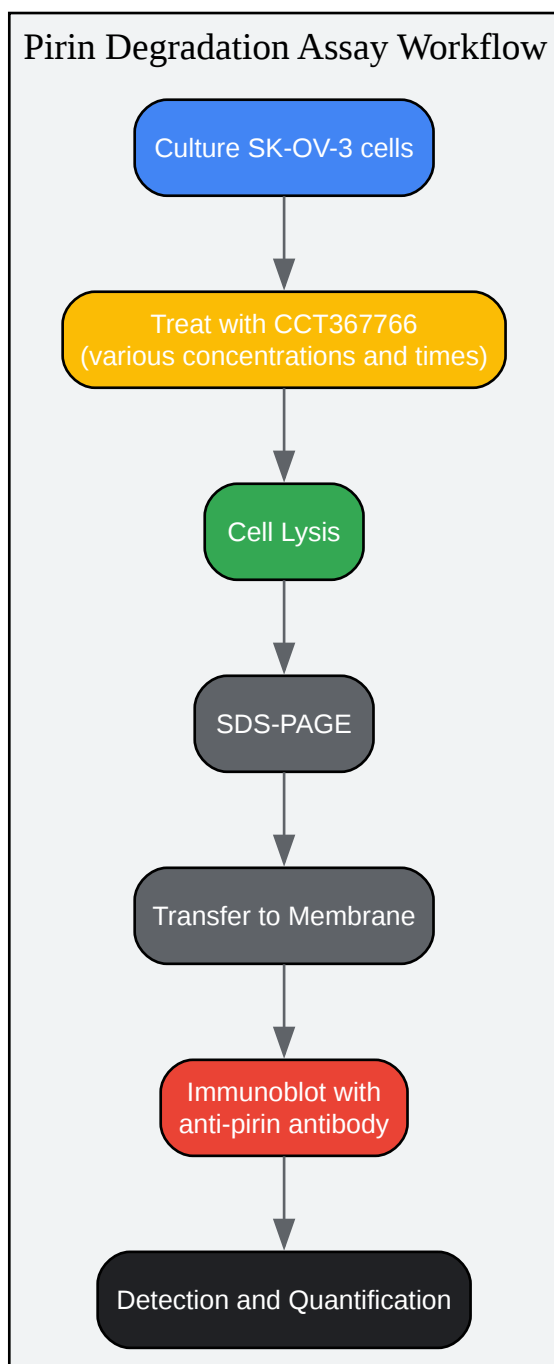 Pirin Degradation Assay Workflow
Culture SK-OV-3 cells
Treat with CCT367766
(various concentrations and times)
Cell Lysis
SDS-PAGE
Transfer to Membrane
Immunoblot with
anti-pirin antibody
Detection and Quantification